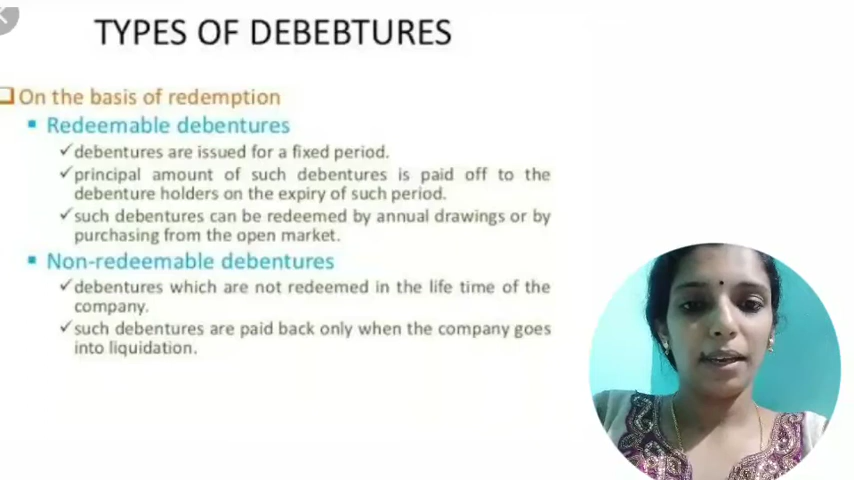 TYPES OF DEBEBTURES
On the basis of redemption
Redeemable debentures
debentures are issued for a fixed period.
principal amount of such debentures is paid off to the
debenture holders on the expiry of such period.
such debentures can be redeemed by annual drawings or by
purchasing from the open market.
Non-redeemable debentures
debentures which are not redeemed in the life time of the
company.
such debentures are paid back only when the company goes
into liquidation.